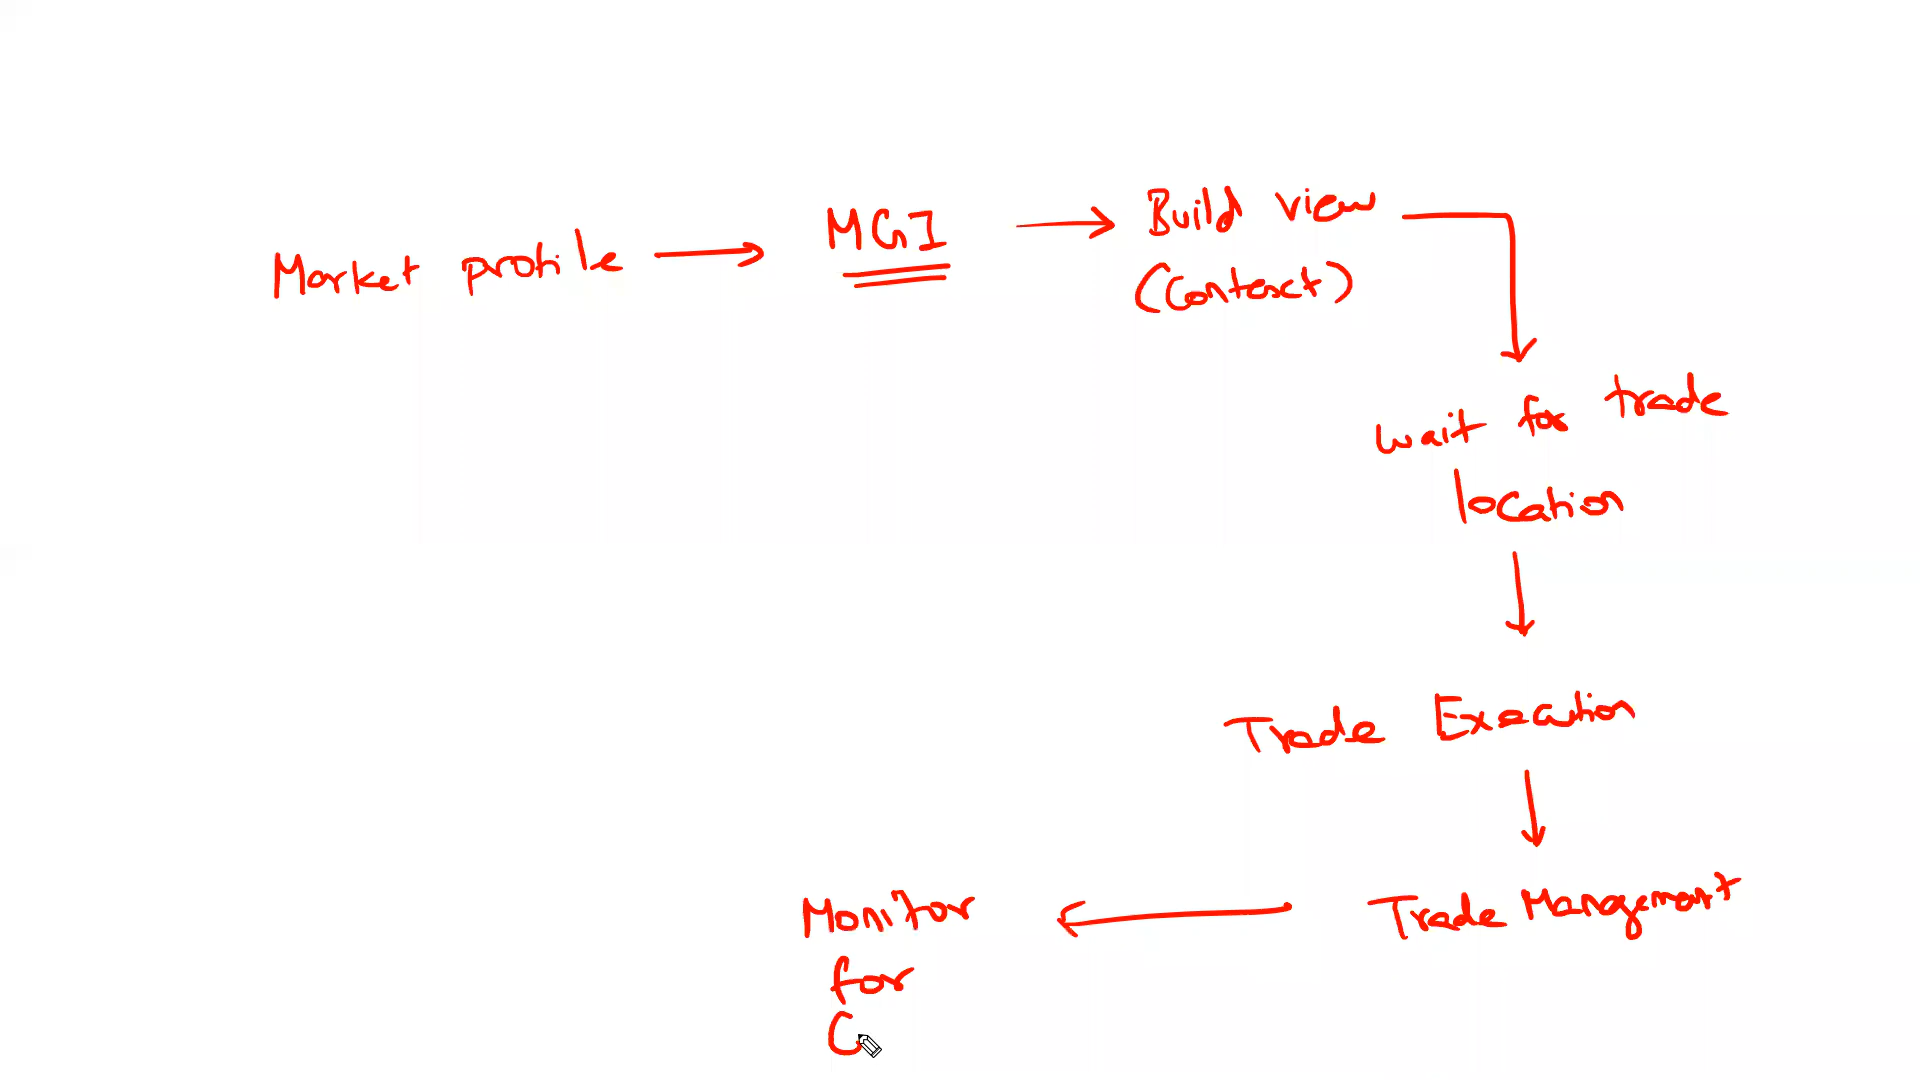 Market profile
MGI
Build view
(Context)
wait for trade
location
Trade Execution
Trade Management
Monitor
for
C